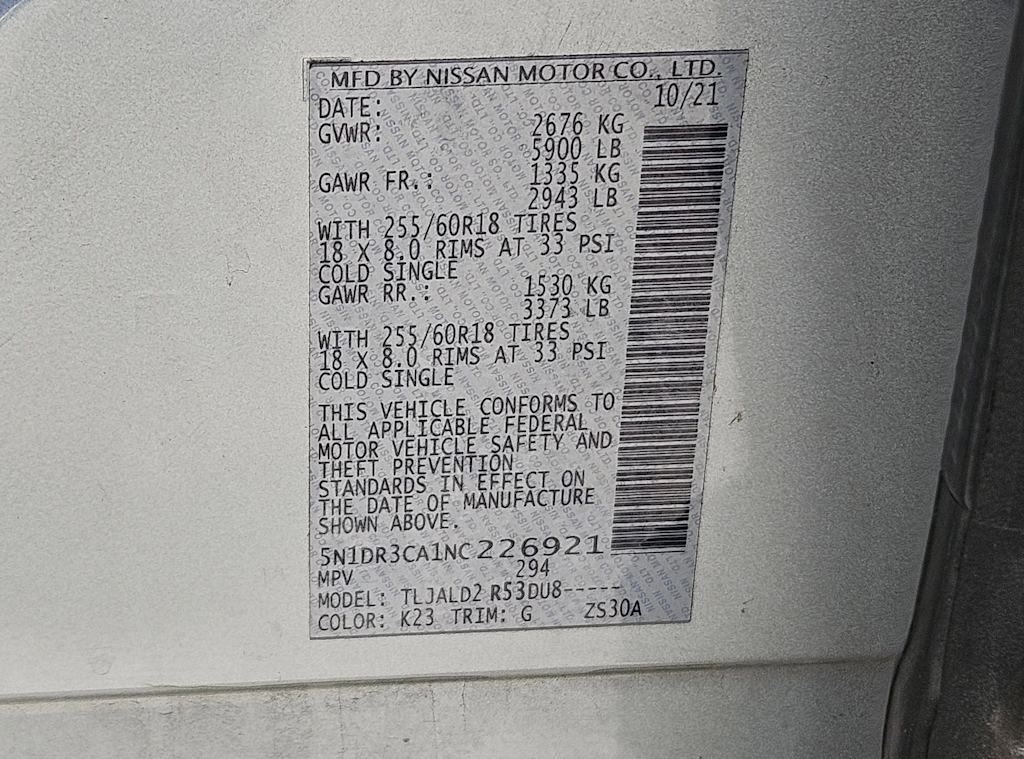 MFD BY NISSAN MOTOR CO., LTD.
DATE: 10/21
GVWR: 2676 KG
5900 LB
GAWR FR.: 1335 KG
2943 LB
WITH 255/60R18 TIRES
18 X 8.0 RIMS AT 33 PSI
COLD SINGLE
GAWR RR.: 1530 KG
3373 LB
WITH 255/60R18 TIRES
18 X 8.0 RIMS AT 33 PSI
COLD SINGLE
THIS VEHICLE CONFORMS TO
ALL APPLICABLE FEDERAL
MOTOR VEHICLE SAFETY AND
THEFT PREVENTION
STANDARDS IN EFFECT ON
THE DATE OF MANUFACTURE
SHOWN ABOVE.
5N1DR3CA1NC226921
MPV 294
MODEL: TLJALD2 R53DU8-----
COLOR: K23 TRIM: G ZS30A